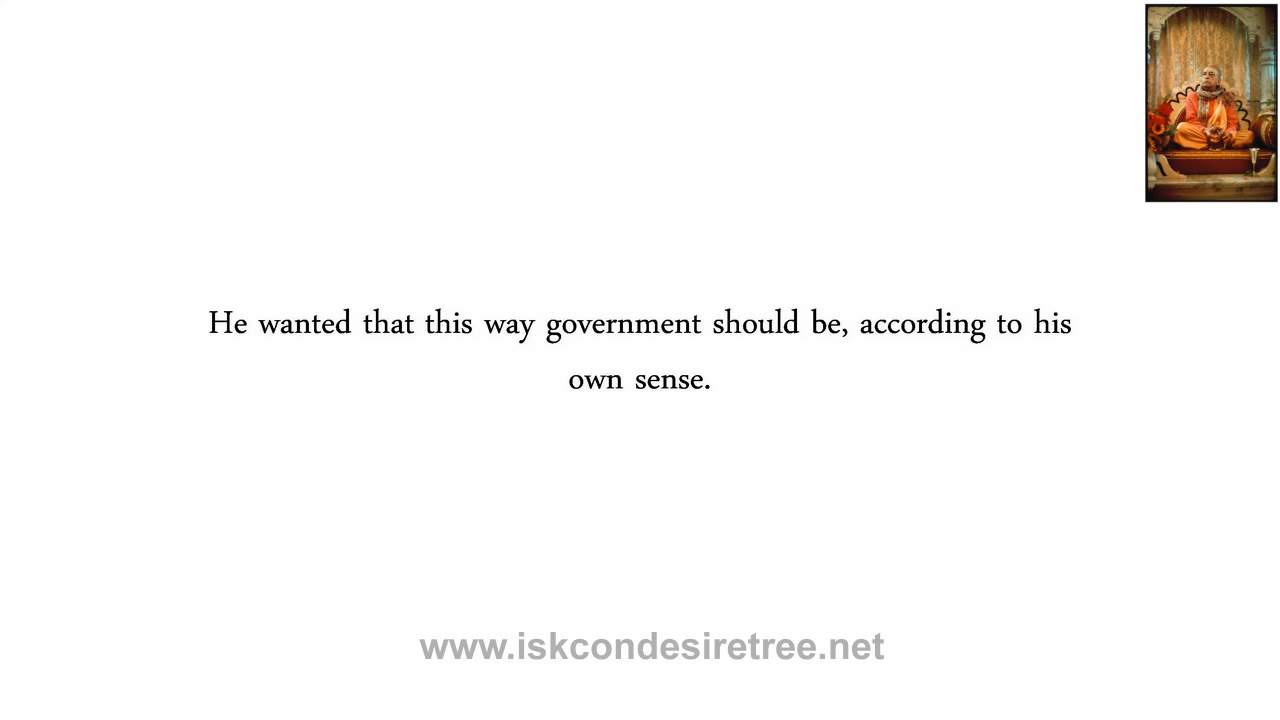 He wanted that this way government should be, according to his
own sense.
www.iskcondesiretree.net